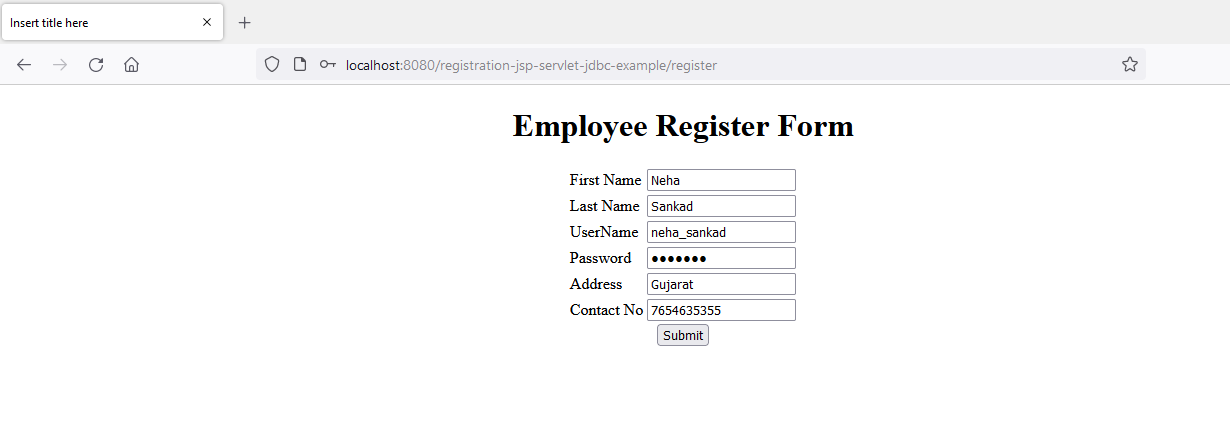 Insert title here
localhost:8080/registration-jsp-servlet-jdbc-example/register
Employee Register Form
First Name Neha
Last Name Sankad
UserName neha_sankad
Password ●●●●●●●
Address Gujarat
Contact No 7654635355
Submit